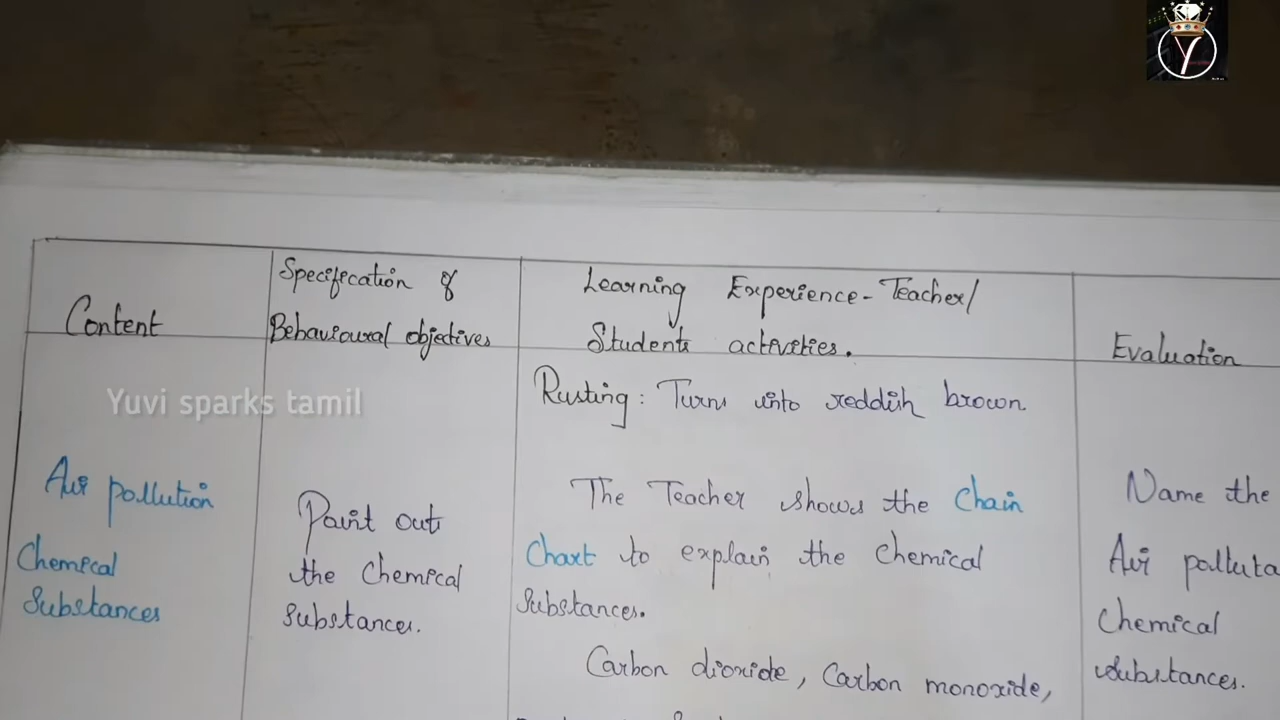 Y
Content
Specification of
Behavioural objectives
Learning Experience-Teacher/
Students activities.
Evaluation
Yuvi sparks tamil
Rusting: Turns into reddish brown
Air pollution
Chemical
Substances
Point out
the Chemical
substances.
The Teacher shows the Chain
Chart to explain the Chemical
Substances.
Carbon dioxide, Carbon monoxide,
Name the
Air polluta
Chemical
substances.